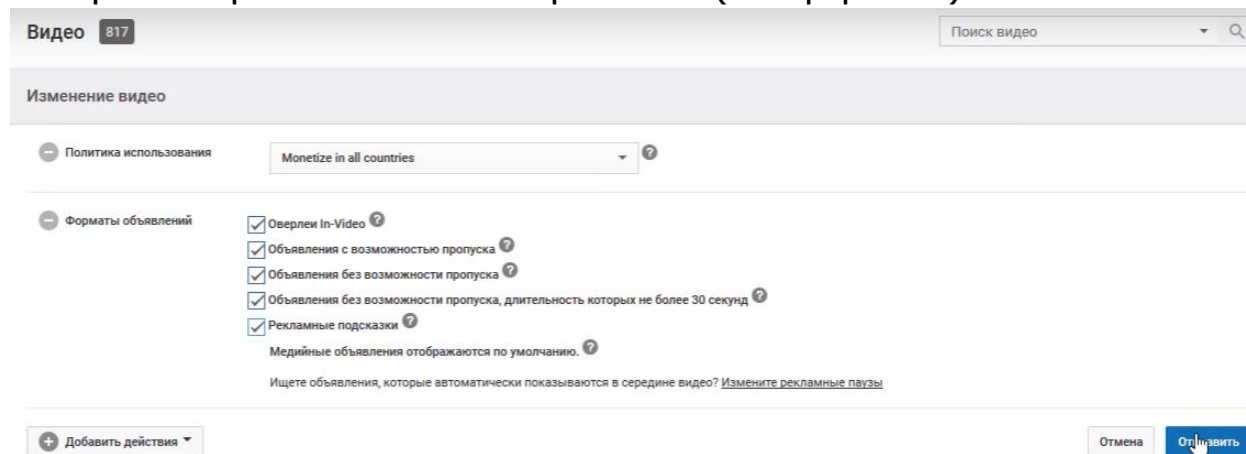 Видео 817
Поиск видео
Изменение видео
Политика использования
Monetize in all countries
Форматы объявлений
Оверлеи In-Video
Объявления с возможностью пропуска
Объявления без возможности пропуска
Объявления без возможности пропуска, длительность которых не более 30 секунд
Рекламные подсказки
Медийные объявления отображаются по умолчанию.
Ищете объявления, которые автоматически показываются в середине видео? Измените рекламные паузы
Добавить действия
Отмена
Отправить